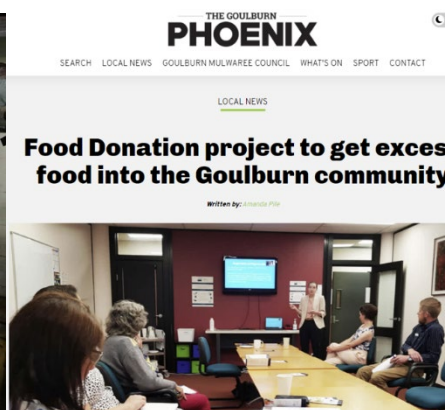 THE GOULBURN
PHOENIX
SEARCH LOCAL NEWS GOULBURN MULWAREE COUNCIL WHAT'S ON SPORT CONTACT
LOCAL NEWS
Food Donation project to get exces
food into the Goulburn community
Written by: Amanda Pile